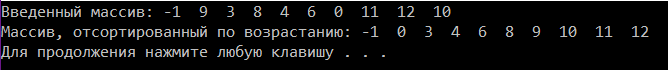 Введенный массив: -1  9  3  8  4  6  0  11  12  10
Массив, отсортированный по возрастанию: -1  0  3  4  6  8  9  10  11  12
Для продолжения нажмите любую клавишу . . .